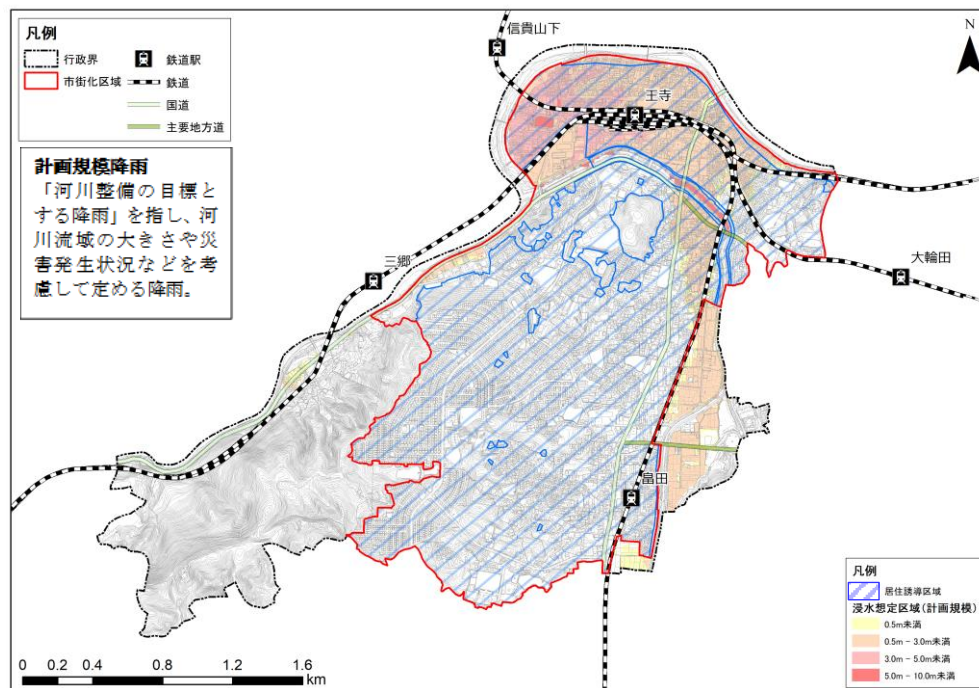 凡例
行政界
鉄道駅
市街化区域
鉄道
国道
主要地方道
計画規模降雨
「河川整備の目標と
する降雨」を指し、河
川流域の大きさや災
害発生状況などを考
慮して定める降雨。
信貴山下
N
王寺
三郷
大輪田
畠田
0 0.2 0.4 0.8 1.2 1.6
km
凡例
居住誘導区域
浸水想定区域(計画規模)
0.5m未満
0.5m - 3.0m未満
3.0m - 5.0m未満
5.0m - 10.0m未満